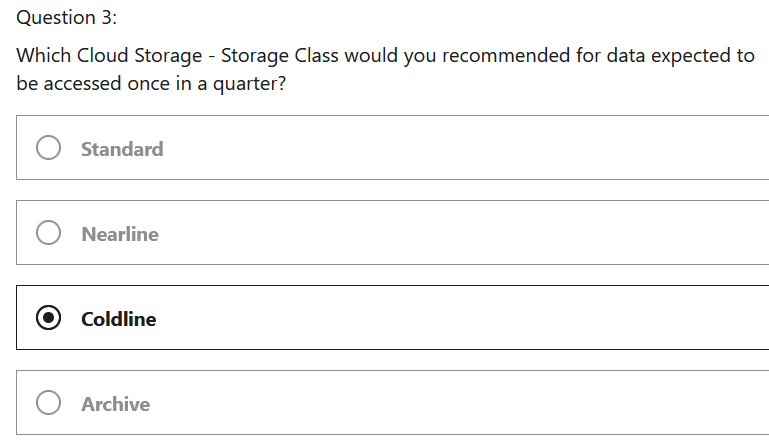 Question 3:
Which Cloud Storage - Storage Class would you recommended for data expected to
be accessed once in a quarter?
Standard
Nearline
Coldline
Archive